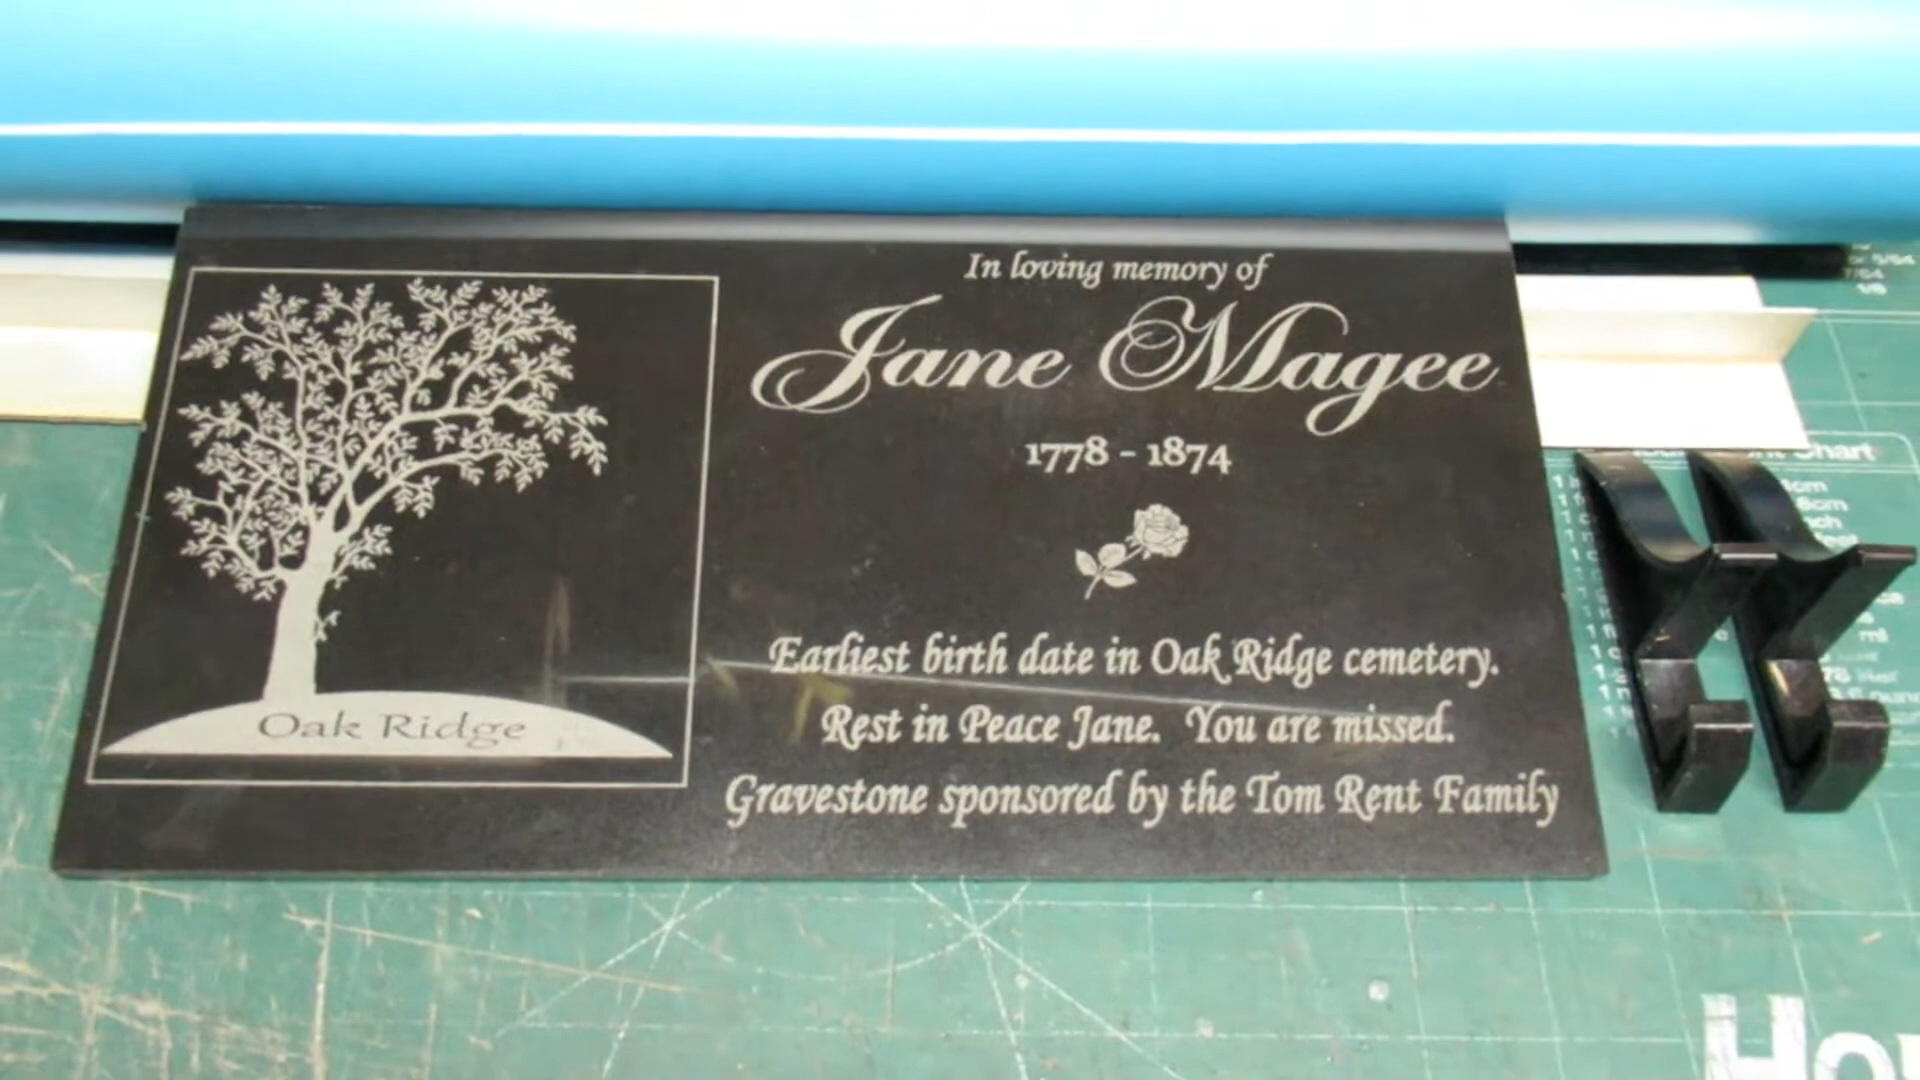 In loving memory of
Jane Magee
1778 - 1874
Oak Ridge
Earliest birth date in Oak Ridge cemetery.
Rest in Peace Jane. You are missed.
Gravestone sponsored by the Tom Rent Family
Chart